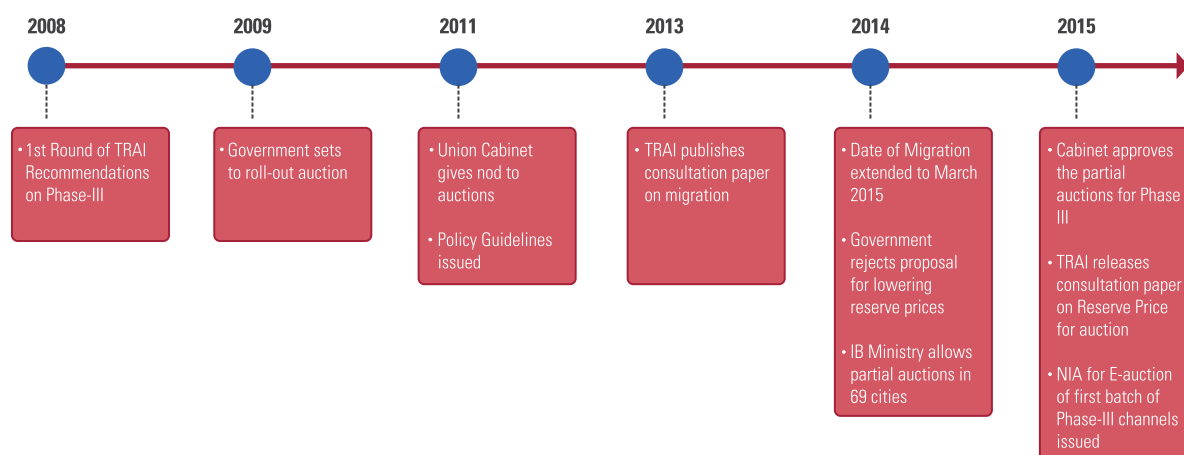 2008
2009
2011
2013
2014
2015
• 1st Round of TRAI
Recommendations
on Phase-III
• Government sets
to roll-out auction
• Union Cabinet
gives nod to
auctions
• Policy Guidelines
issued
• TRAI publishes
consultation paper
on migration
• Date of Migration
extended to March
2015
• Government
rejects proposal
for lowering
reserve prices
• IB Ministry allows
partial auctions in
69 cities
• Cabinet approves
the partial
auctions for Phase
III
• TRAI releases
consultation paper
on Reserve Price
for auction
• NIA for E-auction
of first batch of
Phase-III channels
issued